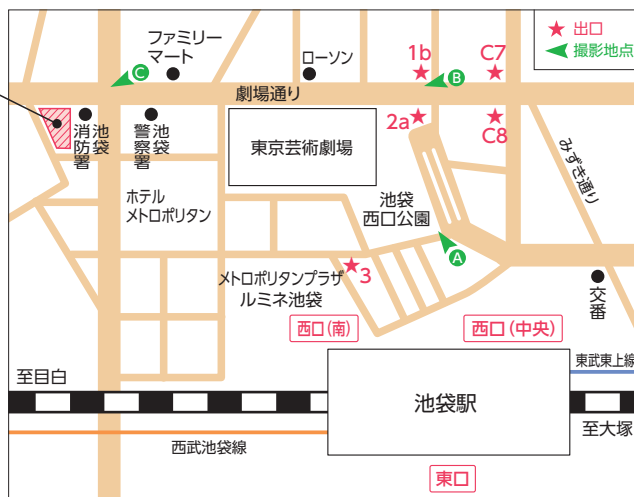 ★ 出口
撮影地点
C
ファミリー
マート
ローソン
1b
B
C7
劇場通り
2a
C8
池袋
消防署
池袋
警察署
東京芸術劇場
みずき通り
ホテル
メトロポリタン
池袋
西口公園
A
3
メトロポリタンプラザ
ルミネ池袋
交番
西口(南)
西口(中央)
東武東上線
至目白
池袋駅
至大塚
西武池袋線
東口